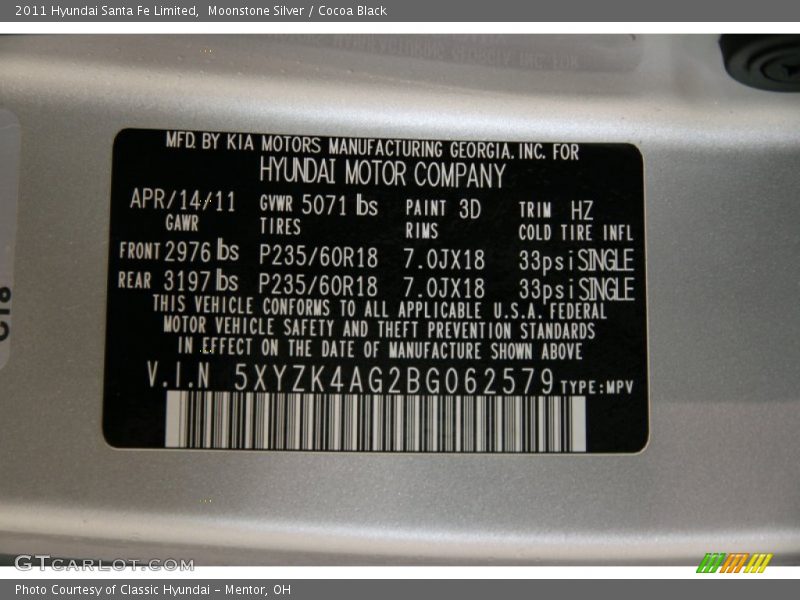 2011 Hyundai Santa Fe Limited,  Moonstone Silver / Cocoa Black
MFD. BY KIA MOTORS MANUFACTURING GEORGIA. INC. FOR
HYUNDAI MOTOR COMPANY
APR/14/11 GVWR 5071 lbs PAINT 3D TRIM HZ
GAWR TIRES RIMS COLD TIRE INFL
FRONT 2976 lbs P235/60R18 7.0JX18 33psi SINGLE
REAR 3197 lbs P235/60R18 7.0JX18 33psi SINGLE
THIS VEHICLE CONFORMS TO ALL APPLICABLE U.S.A. FEDERAL
MOTOR VEHICLE SAFETY AND THEFT PREVENTION STANDARDS
IN EFFECT ON THE DATE OF MANUFACTURE SHOWN ABOVE
V.I.N 5XYZK4AG2BG062579 TYPE:MPV
GTCARLOT.COM
Photo Courtesy of Classic Hyundai - Mentor, OH